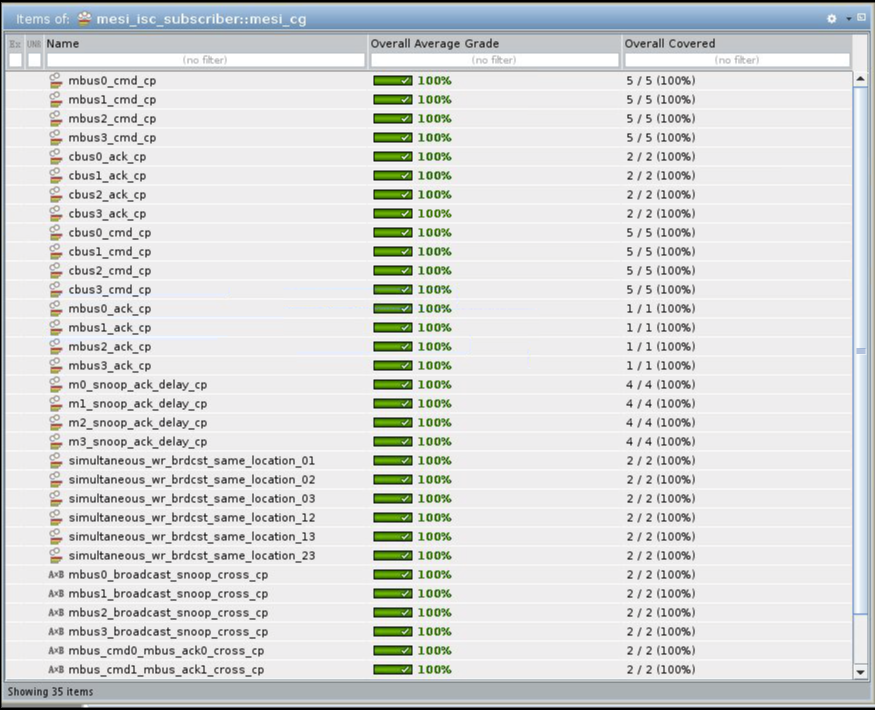 Items of: mesi_isc_subscriber::mesi_cg
Ex UNR Name Overall Average Grade Overall Covered
(no filter) (no filter) (no filter)
mbus0_cmd_cp 100% 5 / 5 (100%)
mbus1_cmd_cp 100% 5 / 5 (100%)
mbus2_cmd_cp 100% 5 / 5 (100%)
mbus3_cmd_cp 100% 5 / 5 (100%)
cbus0_ack_cp 100% 2 / 2 (100%)
cbus1_ack_cp 100% 2 / 2 (100%)
cbus2_ack_cp 100% 2 / 2 (100%)
cbus3_ack_cp 100% 2 / 2 (100%)
cbus0_cmd_cp 100% 5 / 5 (100%)
cbus1_cmd_cp 100% 5 / 5 (100%)
cbus2_cmd_cp 100% 5 / 5 (100%)
cbus3_cmd_cp 100% 5 / 5 (100%)
mbus0_ack_cp 100% 1 / 1 (100%)
mbus1_ack_cp 100% 1 / 1 (100%)
mbus2_ack_cp 100% 1 / 1 (100%)
mbus3_ack_cp 100% 1 / 1 (100%)
m0_snoop_ack_delay_cp 100% 4 / 4 (100%)
m1_snoop_ack_delay_cp 100% 4 / 4 (100%)
m2_snoop_ack_delay_cp 100% 4 / 4 (100%)
m3_snoop_ack_delay_cp 100% 4 / 4 (100%)
simultaneous_wr_brdcst_same_location_01 100% 2 / 2 (100%)
simultaneous_wr_brdcst_same_location_02 100% 2 / 2 (100%)
simultaneous_wr_brdcst_same_location_03 100% 2 / 2 (100%)
simultaneous_wr_brdcst_same_location_12 100% 2 / 2 (100%)
simultaneous_wr_brdcst_same_location_13 100% 2 / 2 (100%)
simultaneous_wr_brdcst_same_location_23 100% 2 / 2 (100%)
A×B mbus0_broadcast_snoop_cross_cp 100% 2 / 2 (100%)
A×B mbus1_broadcast_snoop_cross_cp 100% 2 / 2 (100%)
A×B mbus2_broadcast_snoop_cross_cp 100% 2 / 2 (100%)
A×B mbus3_broadcast_snoop_cross_cp 100% 2 / 2 (100%)
A×B mbus_cmd0_mbus_ack0_cross_cp 100% 2 / 2 (100%)
A×B mbus_cmd1_mbus_ack1_cross_cp 100% 2 / 2 (100%)
Showing 35 items